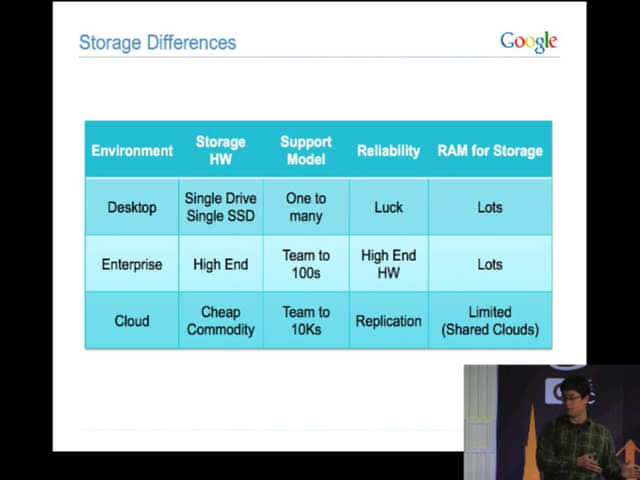 Storage Differences
Google
Environment
Storage HW
Support Model
Reliability
RAM for Storage
Desktop
Single Drive Single SSD
One to many
Luck
Lots
Enterprise
High End
Team to 100s
High End HW
Lots
Cloud
Cheap Commodity
Team to 10Ks
Replication
Limited (Shared Clouds)